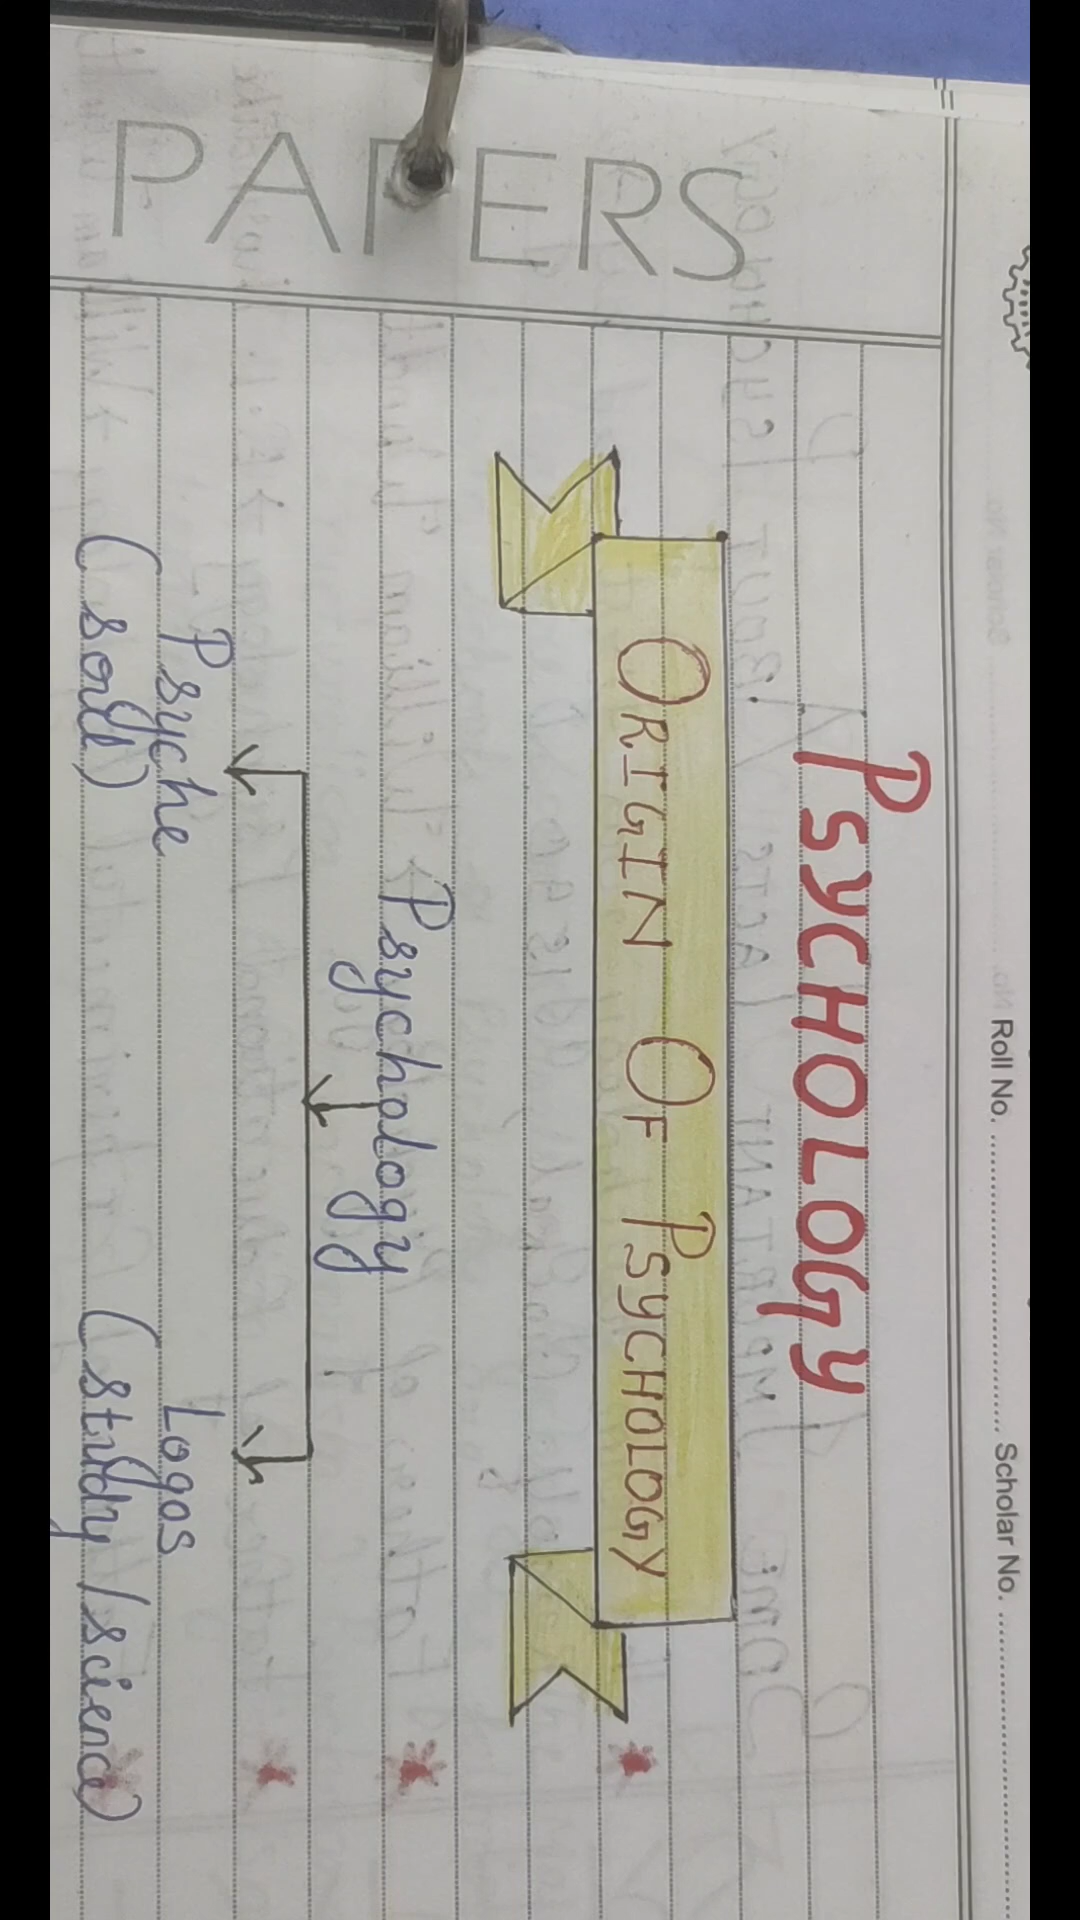 Roll No. ........ Scholar No. ........
PAPERS
PSYCHOLOGY
ORIGIN OF PSYCHOLOGY
Psychology
Psyche Logos
(soul) (study/science)